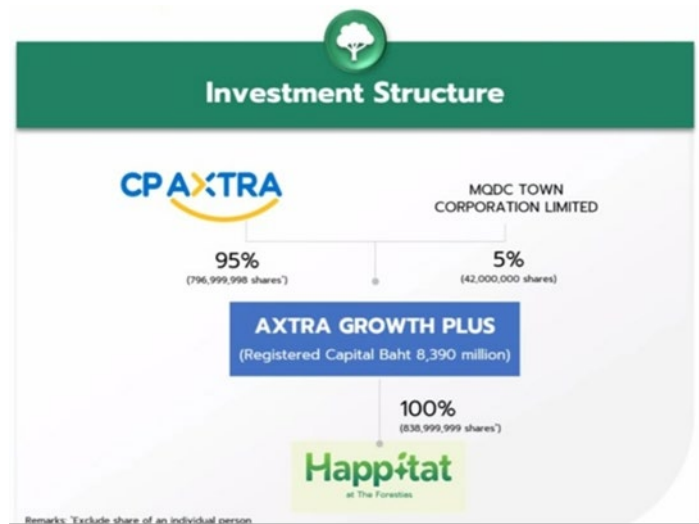 Investment Structure
CP AXTRA
MQDC TOWN
CORPORATION LIMITED
95%
(796,999,998 shares*)
5%
(42,000,000 shares)
AXTRA GROWTH PLUS
(Registered Capital Baht 8,390 million)
100%
(838,999,999 shares*)
Happitat
at The Foresties
Remarks: *Exclude share of an individual person